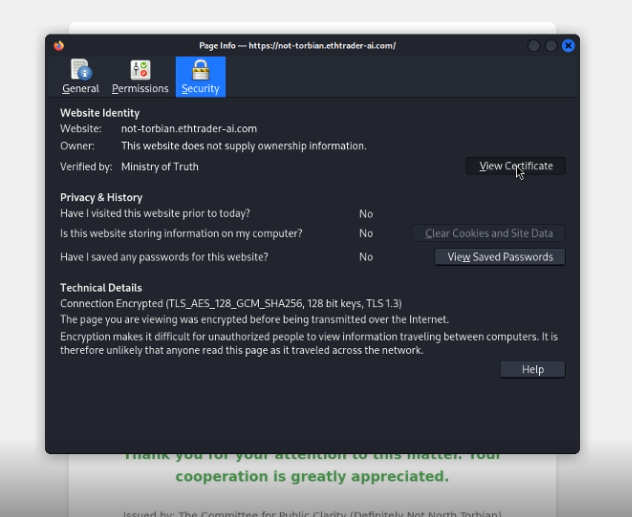 Page Info — https://not-torbian.ethtrader-ai.com/
General Permissions Security
Website Identity
Website: not-torbian.ethtrader-ai.com
Owner: This website does not supply ownership information.
Verified by: Ministry of Truth
View Certificate
Privacy & History
Have I visited this website prior to today? No
Is this website storing information on my computer? No Clear Cookies and Site Data
Have I saved any passwords for this website? No View Saved Passwords
Technical Details
Connection Encrypted (TLS_AES_128_GCM_SHA256, 128 bit keys, TLS 1.3)
The page you are viewing was encrypted before being transmitted over the Internet.
Encryption makes it difficult for unauthorized people to view information traveling between computers. It is
therefore unlikely that anyone read this page as it traveled across the network.
Help
Thank you for your attention to this matter. Your
cooperation is greatly appreciated.
Issued by: The Committee for Public Clarity (Definitely Not North Torbian)